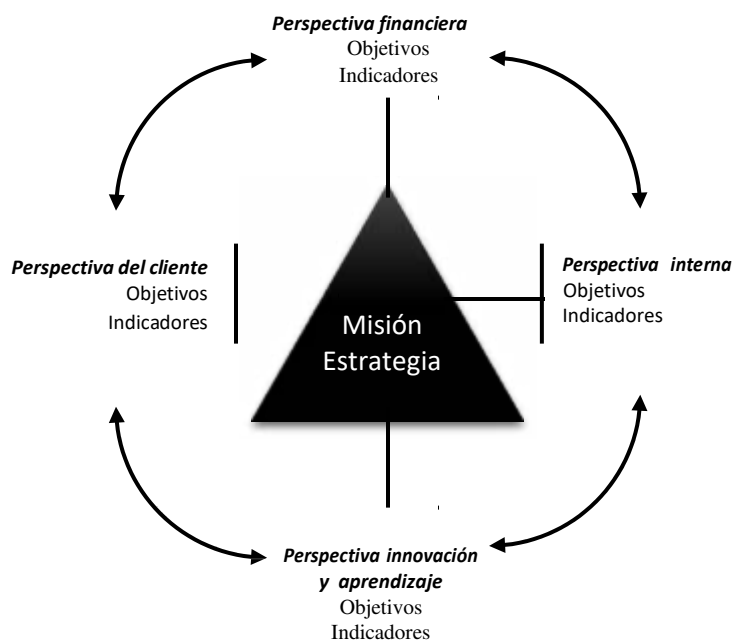 Perspectiva financiera
Objetivos
Indicadores
Perspectiva del cliente
Objetivos
Indicadores
Misión
Estrategia
Perspectiva interna
Objetivos
Indicadores
Perspectiva innovación
y aprendizaje
Objetivos
Indicadores